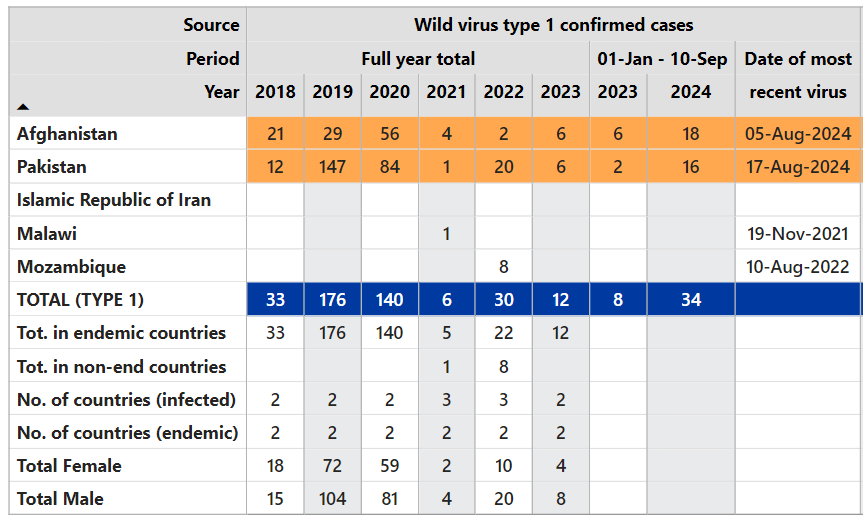 Source Wild virus type 1 confirmed cases
Period Full year total 01-Jan - 10-Sep Date of most
Year 2018 2019 2020 2021 2022 2023 2023 2024 recent virus
Afghanistan 21 29 56 4 2 6 6 18 05-Aug-2024
Pakistan 12 147 84 1 20 6 2 16 17-Aug-2024
Islamic Republic of Iran
Malawi 1 19-Nov-2021
Mozambique 8 10-Aug-2022
TOTAL (TYPE 1) 33 176 140 6 30 12 8 34
Tot. in endemic countries 33 176 140 5 22 12
Tot. in non-end countries 1 8
No. of countries (infected) 2 2 2 3 3 2
No. of countries (endemic) 2 2 2 2 2 2
Total Female 18 72 59 2 10 4
Total Male 15 104 81 4 20 8